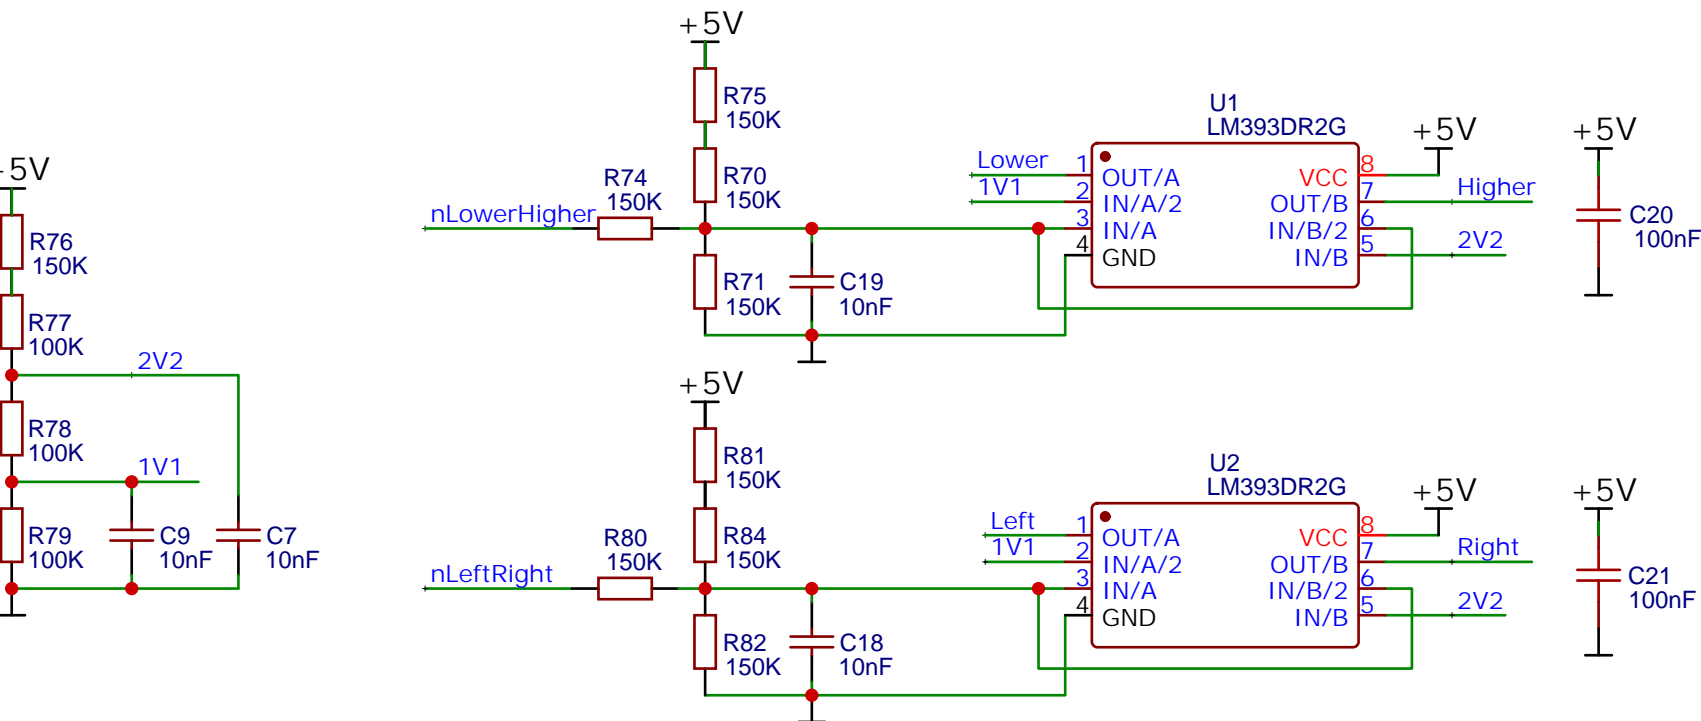 +5V
R76
150K
R77
100K
2V2
R78
100K
1V1
R79
100K
C9
10nF
C7
10nF
+5V
R75
150K
R70
150K
R74
150K
nLowerHigher
R71
150K
C19
10nF
U1
LM393DR2G
Lower
1
OUT/A
1V1
2
IN/A/2
3
IN/A
4
GND
VCC
8
+5V
OUT/B
7
Higher
IN/B/2
6
IN/B
5
2V2
+5V
C20
100nF
+5V
R81
150K
R84
150K
R80
150K
nLeftRight
R82
150K
C18
10nF
U2
LM393DR2G
Left
1
OUT/A
1V1
2
IN/A/2
3
IN/A
4
GND
VCC
8
+5V
OUT/B
7
Right
IN/B/2
6
IN/B
5
2V2
+5V
C21
100nF